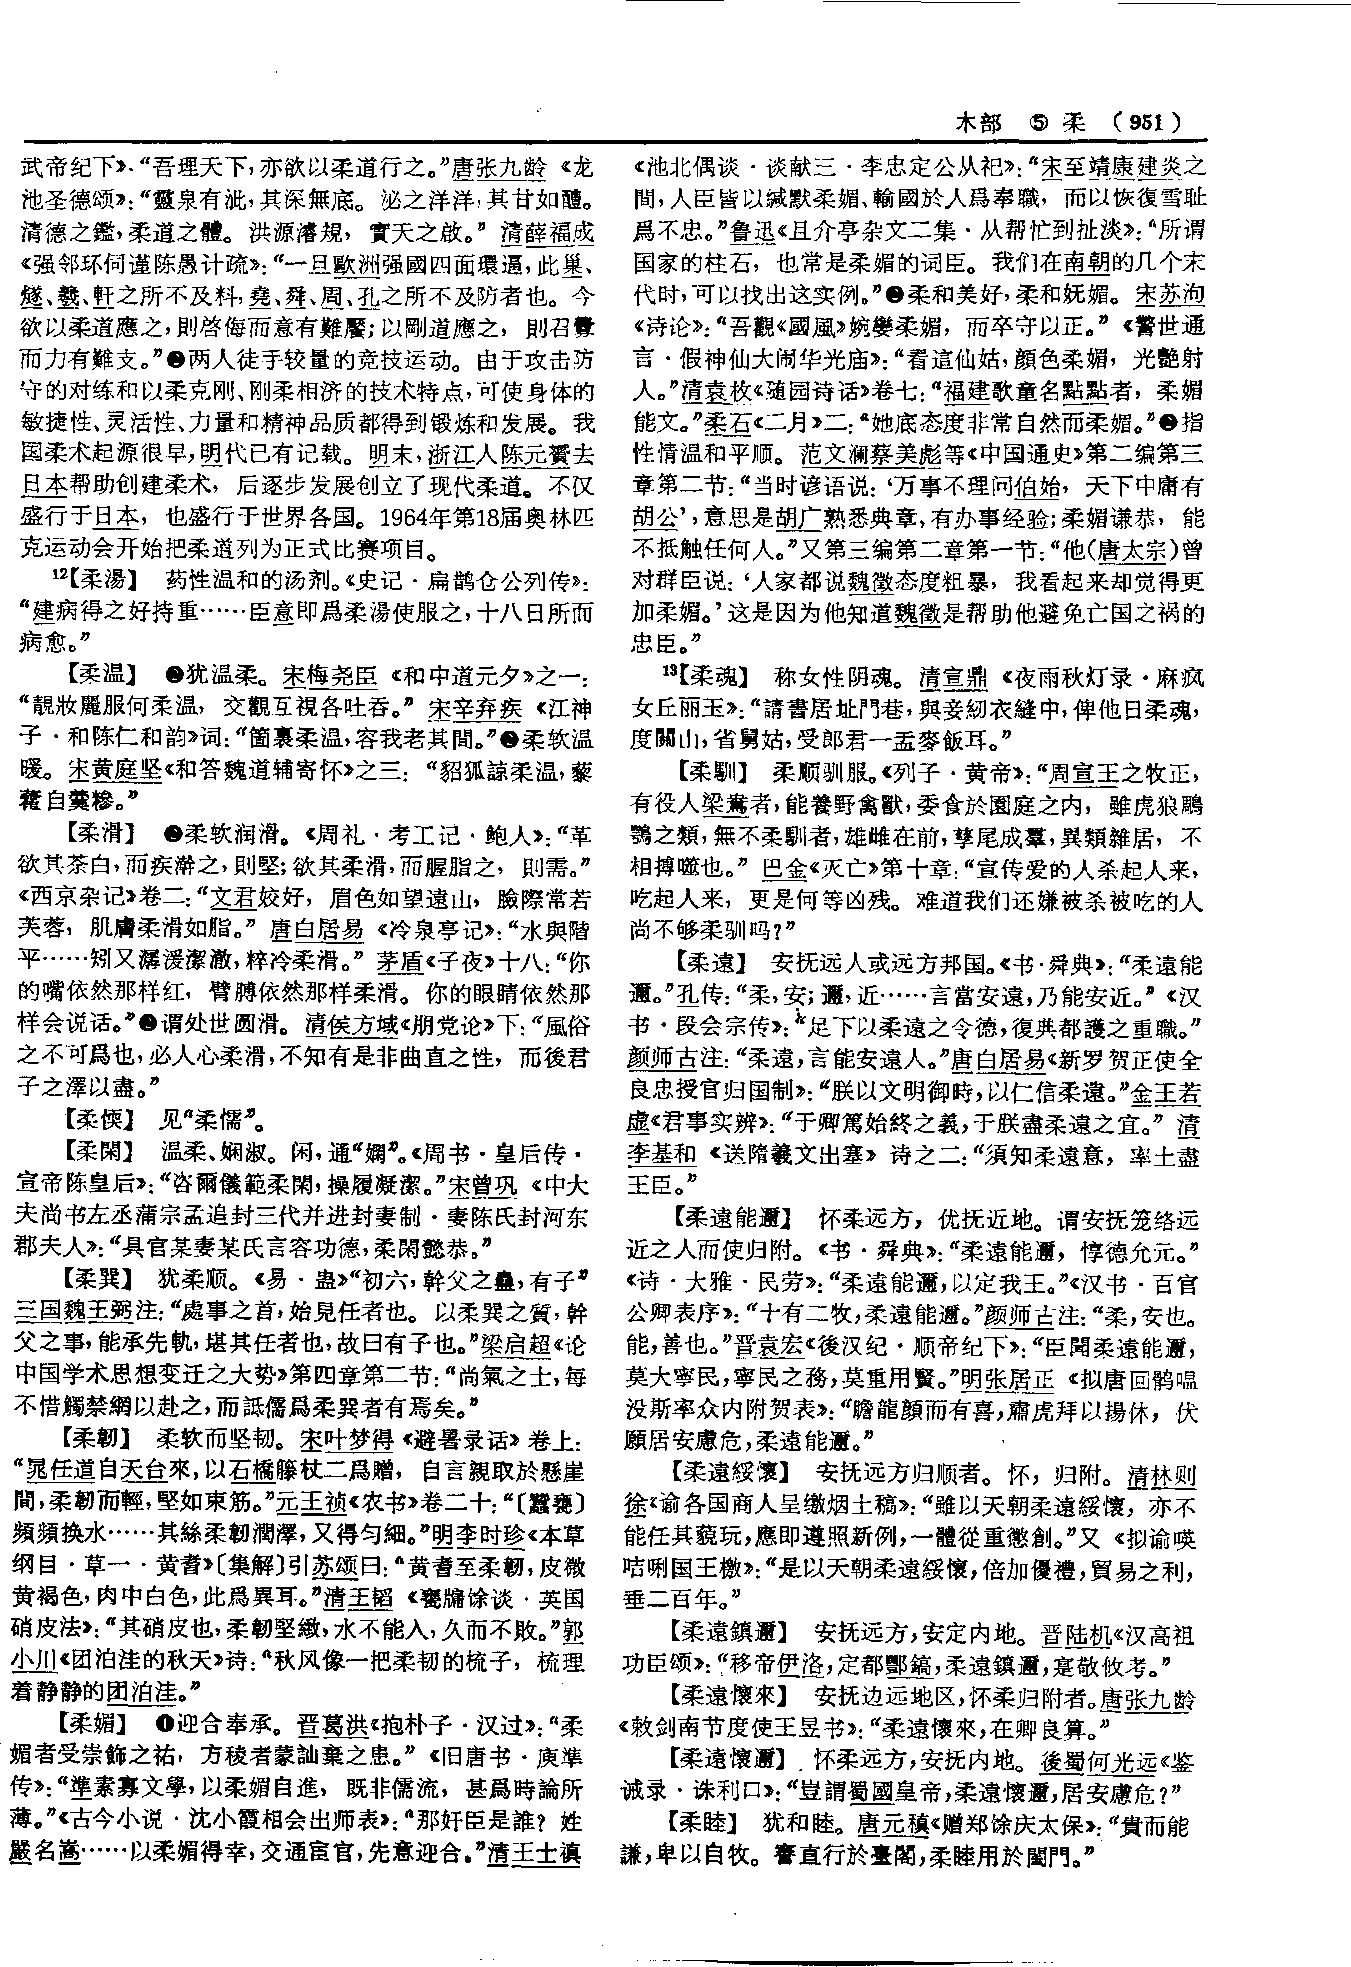 木部 ⑤ 柔 (951)
武帝纪下》:“吾理天下,亦欲以柔道行之。”唐张九龄《龙
池圣德颂》:“靈泉有沘,其深無底。泌之洋洋,其甘如醴。
清德之鑑,柔道之體。洪源濬規,實天之啟。”清薛福成
《强邻环伺谨陈愚计疏》:“一旦歐洲强國四面環逼,此巢、
燧、羲、軒之所不及料,堯、舜、周、孔之所不及防者也。今
欲以柔道應之,則啓侮而意有難饜;以剛道應之,則召釁
而力有難支。”❷两人徒手较量的竞技运动。由于攻击防
守的对练和以柔克刚、刚柔相济的技术特点,可使身体的
敏捷性、灵活性、力量和精神品质都得到锻炼和发展。我
国柔术起源很早,明代已有记载。明末,浙江人陈元赟去
日本帮助创建柔术,后逐步发展创立了现代柔道。不仅
盛行于日本,也盛行于世界各国。1964年第18届奥林匹
克运动会开始把柔道列为正式比赛项目。
12【柔湯】 药性温和的汤剂。《史记·扁鹊仓公列传》:
“建病得之好持重……臣意即爲柔湯使服之,十八日所而
病愈。”
【柔温】 ❶犹温柔。宋梅尧臣《和中道元夕》之一:
“靚妝麗服何柔温,交觀互視各吐吞。”宋辛弃疾《江神
子·和陈仁和韵》词:“箇裏柔温,容我老其間。”❷柔软温
暖。宋黄庭坚《和答魏道辅寄怀》之三:“貂狐諒柔温,藜
藿自羹糝。”
【柔滑】 ❶柔软润滑。《周礼·考工记·鲍人》:“革
欲其荼白,而疾澣之,則堅;欲其柔滑,而腛脂之,則需。”
《西京杂记》卷二:“文君姣好,眉色如望遠山,臉際常若
芙蓉,肌膚柔滑如脂。”唐白居易《冷泉亭记》:“水與階
平……矧又潺湲潔澈,粹冷柔滑。”茅盾《子夜》十八:“你
的嘴依然那样红,臂膊依然那样柔滑。你的眼睛依然那
样会说话。”❷谓处世圆滑。清侯方域《朋党论》下:“風俗
之不可爲也,必人心柔滑,不知有是非曲直之性,而後君
子之澤以盡。”
【柔愞】 见“柔懦”。
【柔閑】 温柔、娴淑。闲,通“嫻”。《周书·皇后传·
宣帝陈皇后》:“咨爾儀範柔閑,操履凝潔。”宋曾巩《中大
夫尚书左丞蒲宗孟追封三代并进封妻制·妻陈氏封河东
郡夫人》:“具官某妻某氏言容功德,柔閑懿恭。”
【柔巽】 犹柔顺。《易·蛊》“初六,幹父之蠱,有子”
三国魏王弼注:“處事之首,始見任者也。以柔巽之質,幹
父之事,能承先軌,堪其任者也,故曰有子也。”梁启超《论
中国学术思想变迁之大势》第四章第二节:“尚氣之士,每
不惜觸禁網以赴之,而詆儒爲柔巽者有焉矣。”
【柔韌】 柔软而坚韧。宋叶梦得《避暑录话》卷上:
“晁任道自天台來,以石橋籐杖二爲贈,自言親取於懸崖
間,柔韌而輕,堅如束筋。”元王祯《农书》卷二十:“〔蠶甕〕
頻頻换水……其絲柔韌潤澤,又得匀細。”明李时珍《本草
纲目·草一·黄耆》〔集解〕引苏颂曰:“黄耆至柔韌,皮微
黄褐色,肉中白色,此爲異耳。”清王韬《甕牖馀谈·英国
硝皮法》:“其硝皮也,柔韌堅緻,水不能入,久而不敗。”郭
小川《团泊洼的秋天》诗:“秋风像一把柔韧的梳子,梳理
着静静的团泊洼。”
【柔媚】 ❶迎合奉承。晋葛洪《抱朴子·汉过》:“柔
媚者受崇飾之祐,方稜者蒙訕棄之患。”《旧唐书·庾準
传》:“準素寡文學,以柔媚自進,既非儒流,甚爲時論所
薄。”《古今小说·沈小霞相会出师表》:“那奸臣是誰?姓
嚴名嵩……以柔媚得幸,交通宦官,先意迎合。”清王士禛
《池北偶谈·谈献三·李忠定公从祀》:“宋至靖康建炎之
間,人臣皆以缄默柔媚、輸國於人爲奉職,而以恢復雪耻
爲不忠。”鲁迅《且介亭杂文二集·从帮忙到扯淡》:“所谓
国家的柱石,也常是柔媚的词臣。我们在南朝的几个末
代时,可以找出这实例。”❷柔和美好,柔和妩媚。宋苏洵
《诗论》:“吾觀《國風》婉孌柔媚,而卒守以正。”《警世通
言·假神仙大闹华光庙》:“看這仙姑,顔色柔媚,光艷射
人。”清袁枚《随园诗话》卷七:“福建歌童名點點者,柔媚
能文。”柔石《二月》二:“她底态度非常自然而柔媚。”❸指
性情温和平顺。范文澜蔡美彪等《中国通史》第二编第三
章第二节:“当时谚语说:‘万事不理问伯始,天下中庸有
胡公’,意思是胡广熟悉典章,有办事经验;柔媚谦恭,能
不抵触任何人。”又第三编第二章第一节:“他(唐太宗)曾
对群臣说:‘人家都说魏徵态度粗暴,我看起来却觉得更
加柔媚。’这是因为他知道魏徵是帮助他避免亡国之祸的
忠臣。”
13【柔魂】 称女性阴魂。清宣鼎《夜雨秋灯录·麻疯
女丘丽玉》:“請書居址門巷,與妾紉衣縫中,俾他日柔魂,
度關山,省舅姑,受郎君一盂麥飯耳。”
【柔馴】 柔顺驯服。《列子·黄帝》:“周宣王之牧正,
有役人梁鴦者,能養野禽獸,委食於園庭之内,雖虎狼鵰
鶚之類,無不柔馴者,雄雌在前,孳尾成羣,異類雜居,不
相搏噬也。”巴金《灭亡》第十章:“宣传爱的人杀起人来,
吃起人来,更是何等凶残。难道我们还嫌被杀被吃的人
尚不够柔驯吗?”
【柔遠】 安抚远人或远方邦国。《书·舜典》:“柔遠能
邇。”孔传:“柔,安;邇,近……言當安遠,乃能安近。”《汉
书·段会宗传》:“足下以柔遠之令德,復典都護之重職。”
颜师古注:“柔遠,言能安遠人。”唐白居易《新罗贺正使全
良忠授官归国制》:“朕以文明御時,以仁信柔遠。”金王若
虚《君事实辨》:“于卿篤始終之義,于朕盡柔遠之宜。”清
李基和《送隋羲文出塞》诗之二:“須知柔遠意,率土盡
王臣。”
【柔遠能邇】 怀柔远方,优抚近地。谓安抚笼络远
近之人而使归附。《书·舜典》:“柔遠能邇,惇德允元。”
《诗·大雅·民劳》:“柔遠能邇,以定我王。”《汉书·百官
公卿表序》:“十有二牧,柔遠能邇。”颜师古注:“柔,安也。
能,善也。”晋袁宏《後汉纪·顺帝纪下》:“臣聞柔遠能邇,
莫大寧民,寧民之務,莫重用賢。”明张居正《拟唐回鹘嗢
没斯率众内附贺表》:“瞻龍顔而有喜,肅虎拜以揚休,伏
願居安慮危,柔遠能邇。”
【柔遠綏懷】 安抚远方归顺者。怀,归附。清林则
徐《谕各国商人呈缴烟土稿》:“雖以天朝柔遠綏懷,亦不
能任其藐玩,應即遵照新例,一體從重懲創。”又《拟谕𠸄
咭唎国王檄》:“是以天朝柔遠綏懷,倍加優禮,貿易之利,
垂二百年。”
【柔遠鎮邇】 安抚远方,安定内地。晋陆机《汉高祖
功臣颂》:“移帝伊洛,定都酆鎬,柔遠鎮邇,寔敬攸考。”
【柔遠懷來】 安抚边远地区,怀柔归附者。唐张九龄
《敕剑南节度使王昱书》:“柔遠懷來,在卿良算。”
【柔遠懷邇】 怀柔远方,安抚内地。後蜀何光远《鉴
诫录·诛利口》:“豈謂蜀國皇帝,柔遠懷邇,居安慮危?”
【柔睦】 犹和睦。唐元稹《赠郑馀庆太保》:“貴而能
謙,卑以自牧。謇直行於臺閣,柔睦用於閨門。”